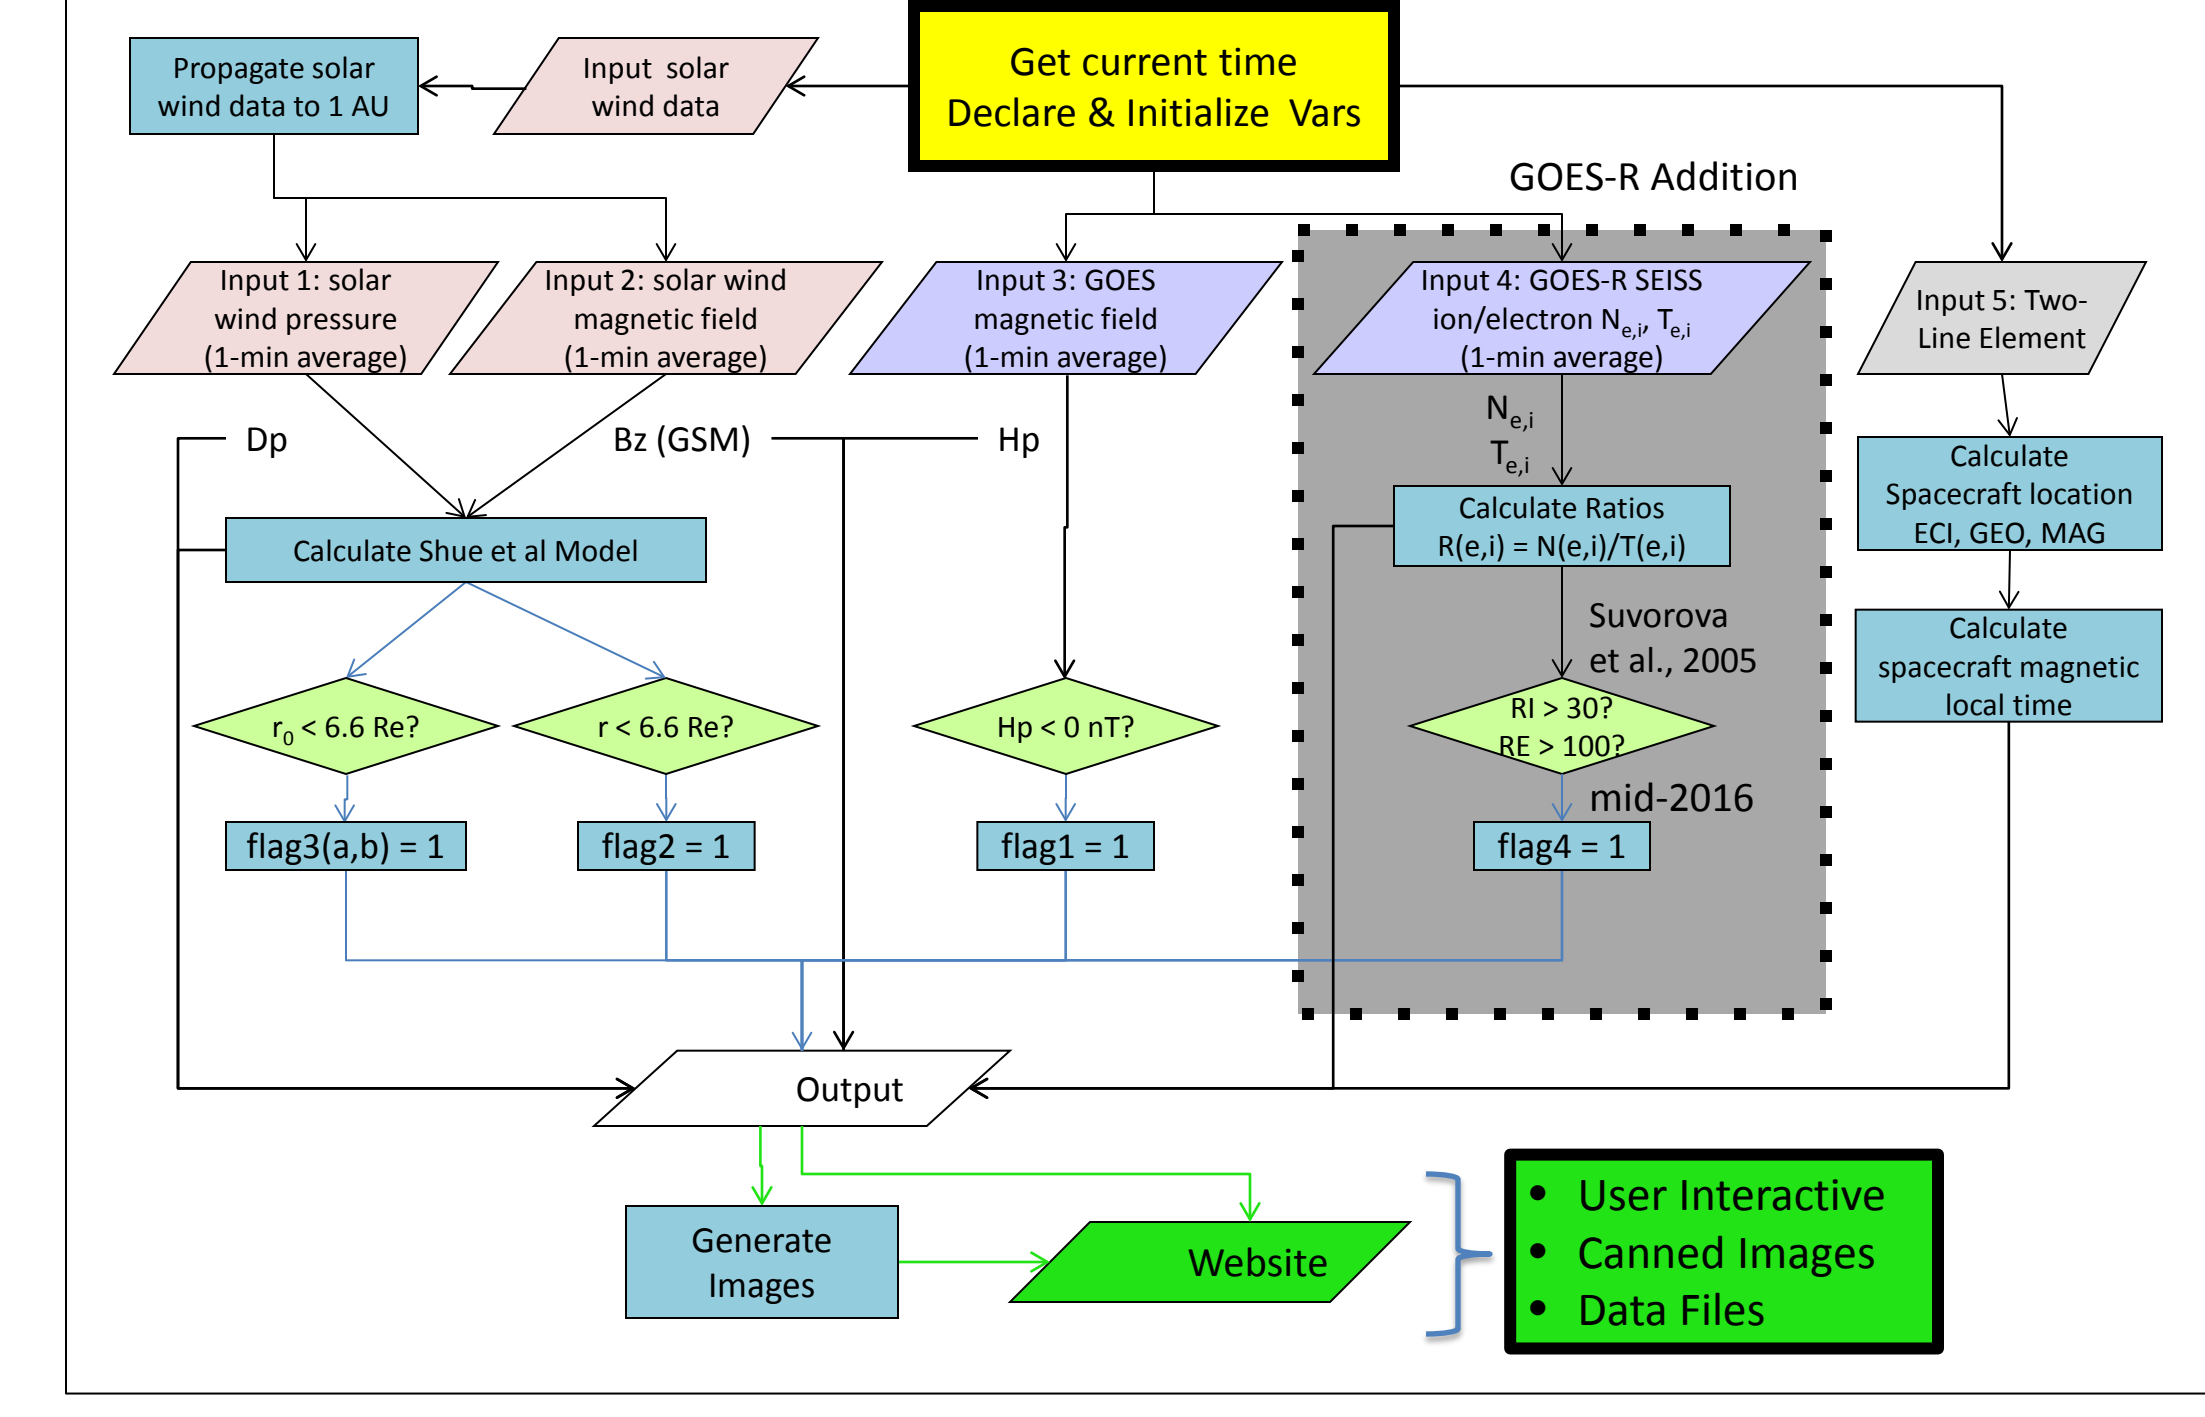 Propagate solar
wind data to 1 AU
Input solar
wind data
Get current time
Declare & Initialize Vars
GOES-R Addition
Input 1: solar
wind pressure
(1-min average)
Input 2: solar wind
magnetic field
(1-min average)
Input 3: GOES
magnetic field
(1-min average)
Input 4: GOES-R SEISS
ion/electron Ne,i, Te,i
(1-min average)
Input 5: Two-
Line Element
Dp
Bz (GSM)
Hp
Ne,i
Te,i
Calculate
Spacecraft location
ECI, GEO, MAG
Calculate Shue et al Model
Calculate Ratios
R(e,i) = N(e,i)/T(e,i)
Suvorova
et al., 2005
Calculate
spacecraft magnetic
local time
r0 < 6.6 Re?
r < 6.6 Re?
Hp < 0 nT?
RI > 30?
RE > 100?
mid-2016
flag3(a,b) = 1
flag2 = 1
flag1 = 1
flag4 = 1
Output
Generate
Images
Website
• User Interactive
• Canned Images
• Data Files